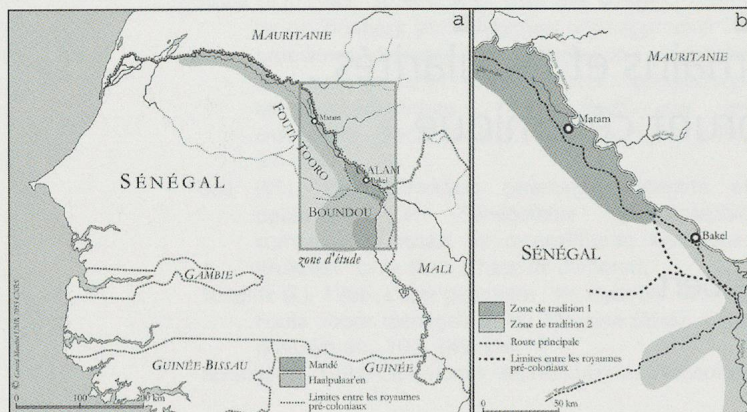 a
MAURITANIE
Matam
FOUTA TOORO
GALAM
Bakel
SÉNÉGAL
BOUNDOU
zone d'étude
MALI
GAMBIE
GUINÉE-BISSAU
GUINÉE
Mandé
Haalpulaar'en
Limites entre les royaumes
pré-coloniaux
0 100 200 km
b
MAURITANIE
Matam
Bakel
SÉNÉGAL
Zone de tradition 1
Zone de tradition 2
Route principale
Limites entre les royaumes
pré-coloniaux
0 50 km